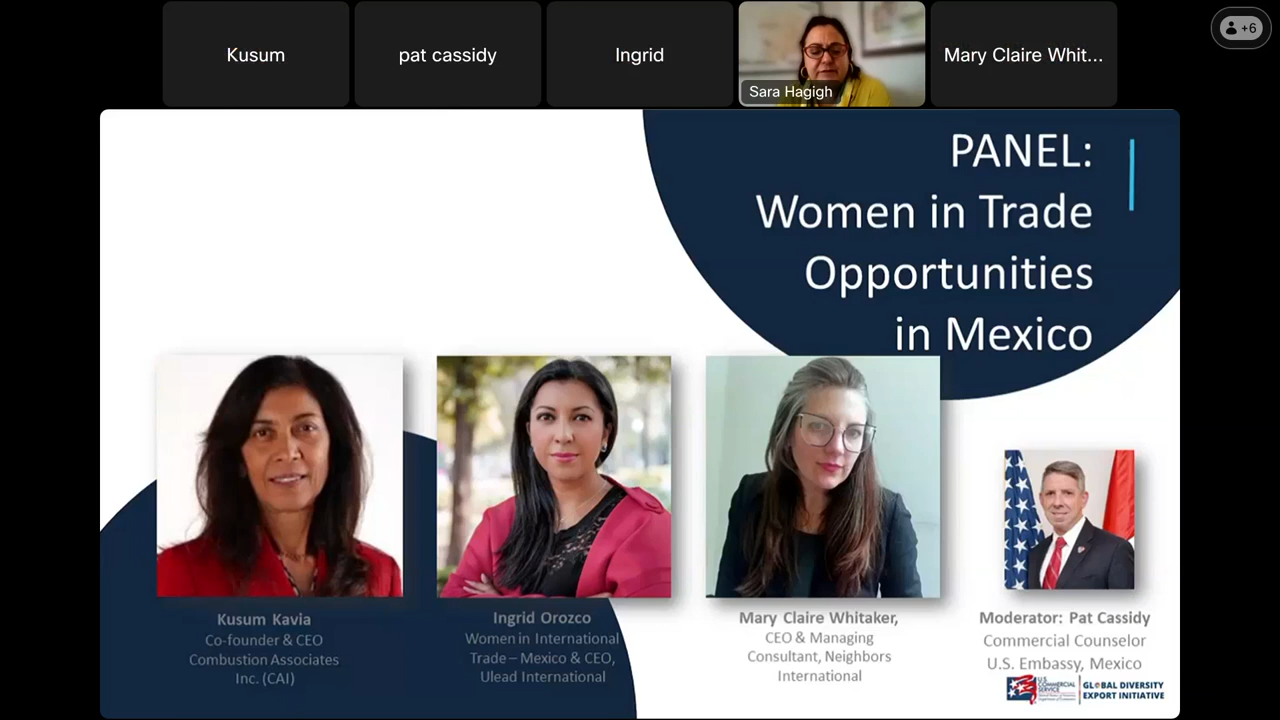 Kusum
pat cassidy
Ingrid
Sara Hagigh
Mary Claire Whit...
+6
PANEL:
Women in Trade
Opportunities
in Mexico
Kusum Kavia
Co-founder & CEO
Combustion Associates
Inc. (CAI)
Ingrid Orozco
Women in International
Trade – Mexico & CEO,
Ulead International
Mary Claire Whitaker,
CEO & Managing
Consultant, Neighbors
International
Moderator: Pat Cassidy
Commercial Counselor
U.S. Embassy, Mexico
U.S.
COMMERCIAL
SERVICE
GLOBAL DIVERSITY
EXPORT INITIATIVE